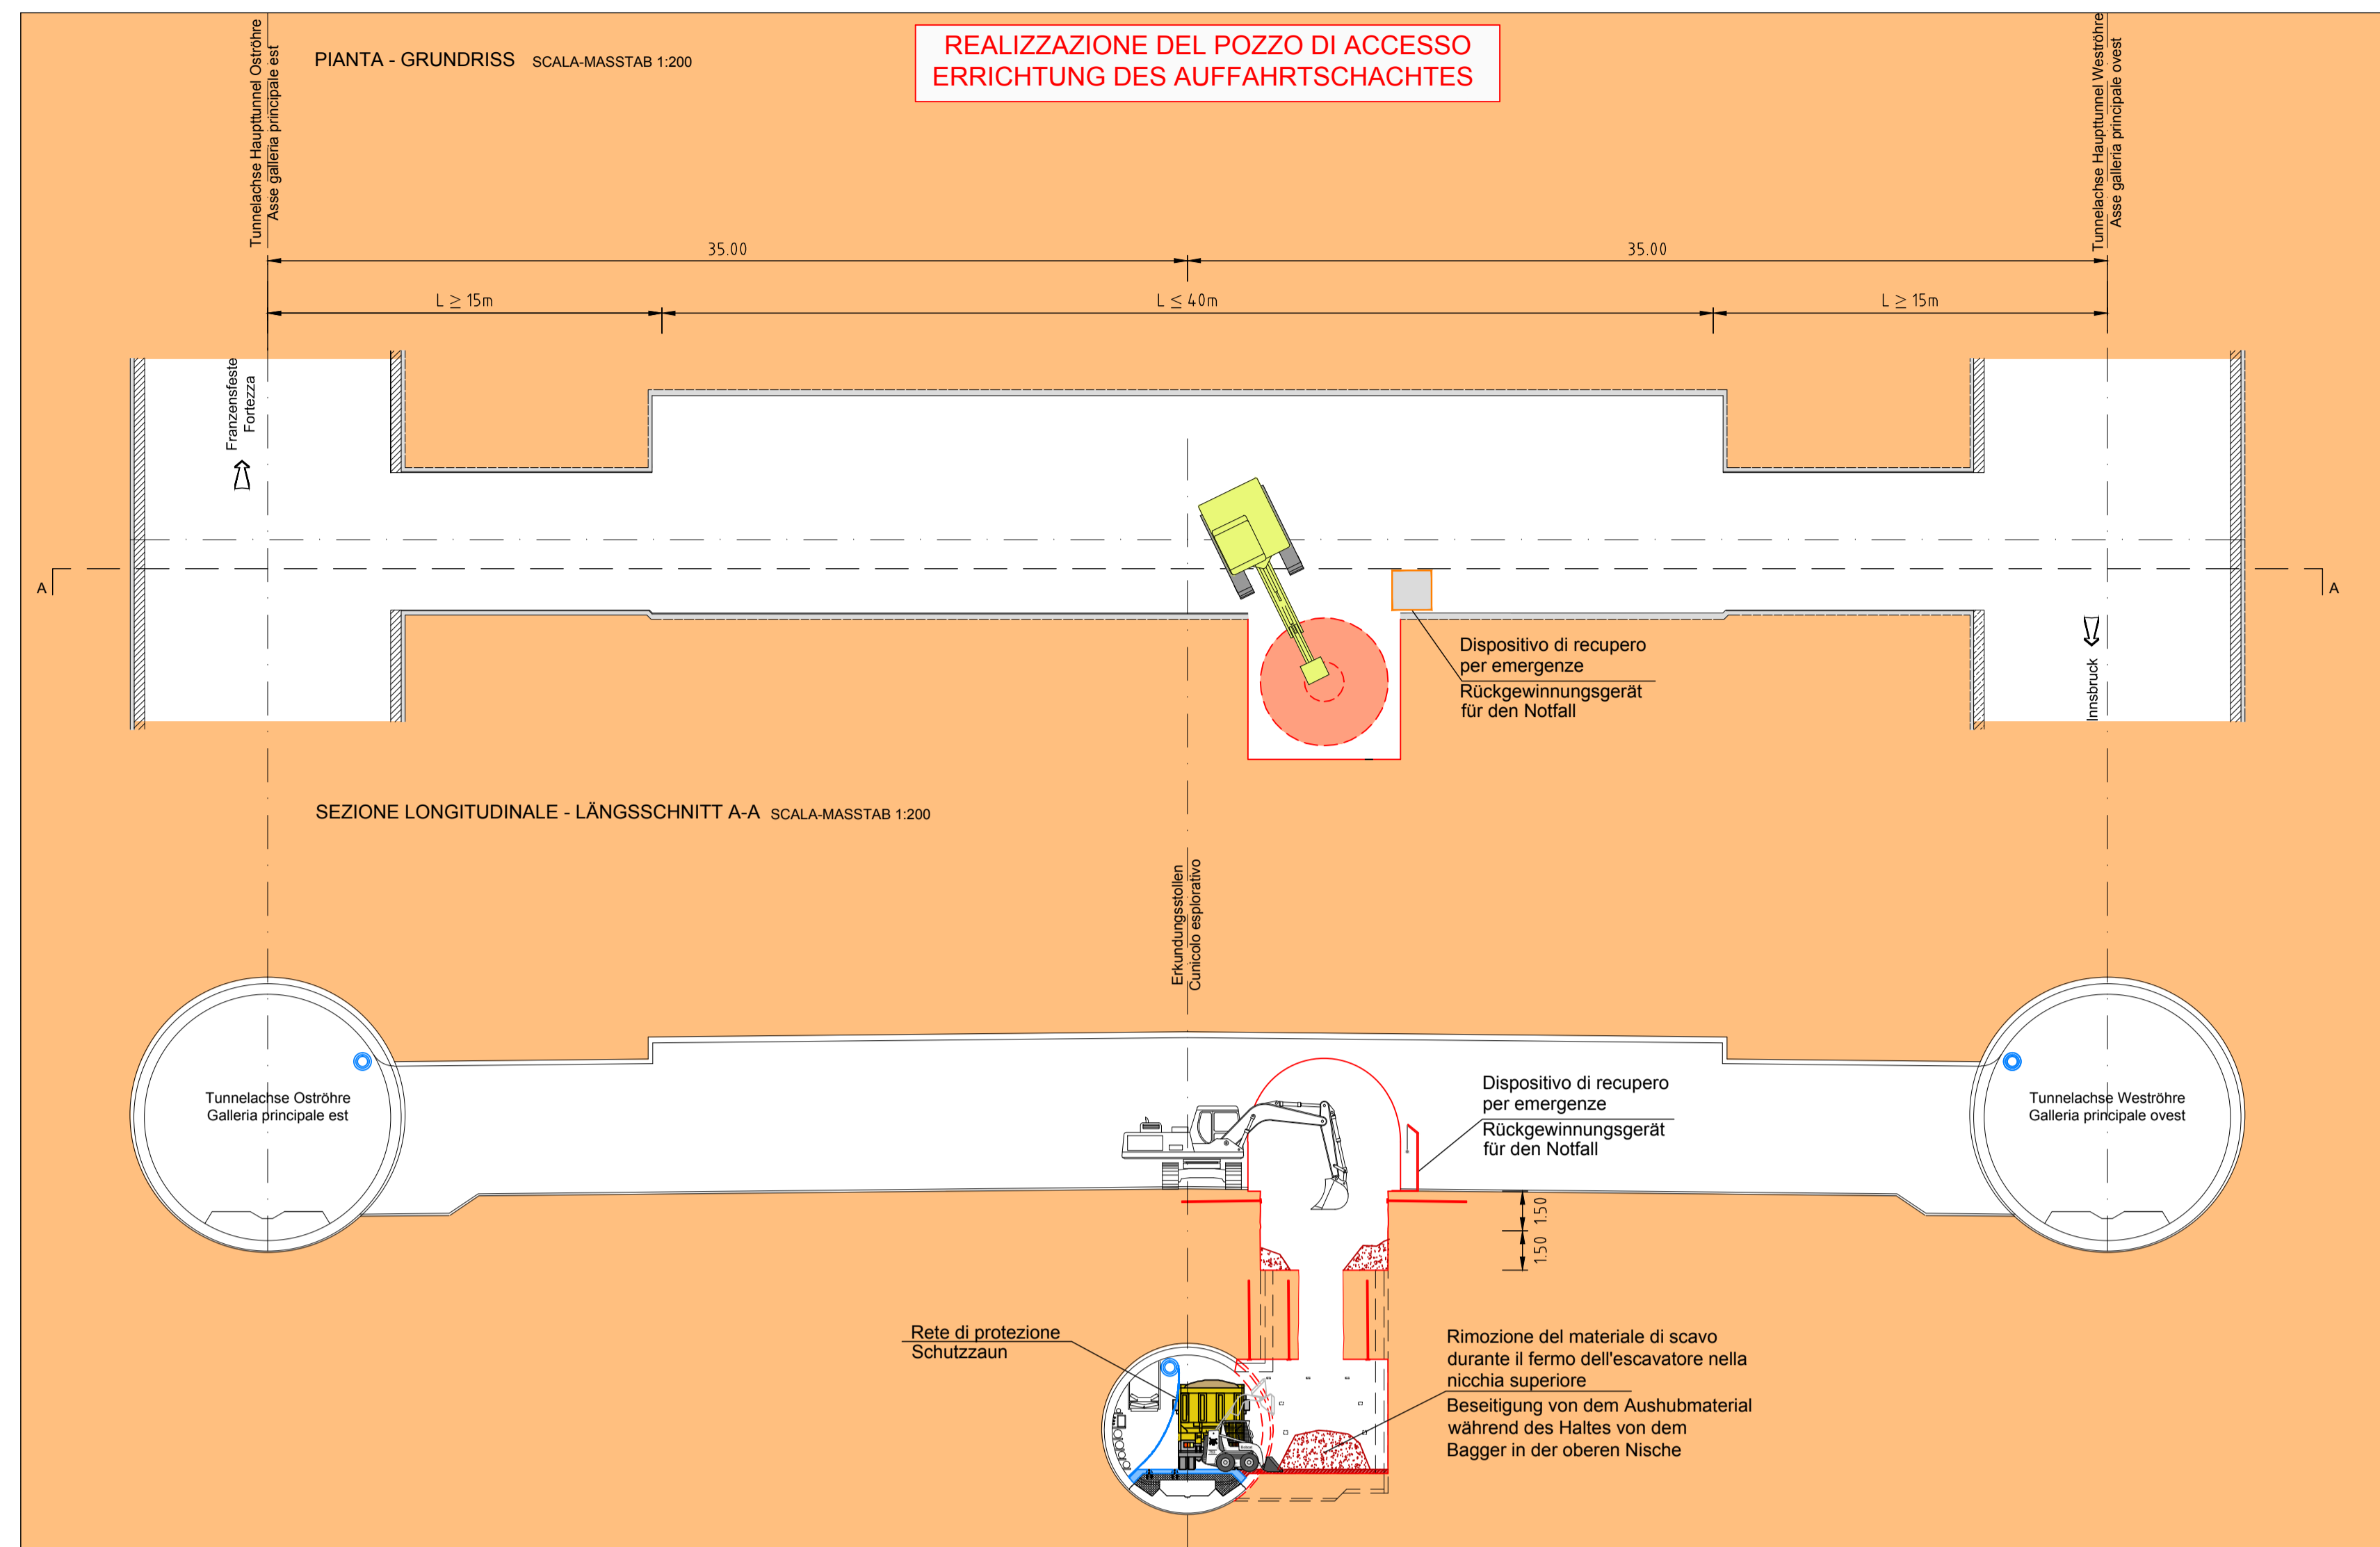 REALIZZAZIONE DEL POZZO DI ACCESSO
ERRICHTUNG DES AUFFAHRTSCHACHTES
PIANTA - GRUNDRISS SCALA-MASSTAB 1:200
Tunnelachse Haupttunnel Oströhre
Asse galleria principale est
Tunnelachse Haupttunnel Weströhre
Asse galleria principale ovest
35.00
35.00
L ≥ 15m
L ≤ 40m
L ≥ 15m
Franzensfeste
Fortezza
A
A
Innsbruck
Dispositivo di recupero
per emergenze
Rückgewinnungsgerät
für den Notfall
SEZIONE LONGITUDINALE - LÄNGSSCHNITT A-A SCALA-MASSTAB 1:200
Erkundungsstollen
Cunicolo esplorativo
Tunnelachse Oströhre
Galleria principale est
Tunnelachse Weströhre
Galleria principale ovest
Dispositivo di recupero
per emergenze
Rückgewinnungsgerät
für den Notfall
1.50
1.50
Rete di protezione
Schutzzaun
Rimozione del materiale di scavo
durante il fermo dell'escavatore nella
nicchia superiore
Beseitigung von dem Aushubmaterial
während des Haltes von dem
Bagger in der oberen Nische